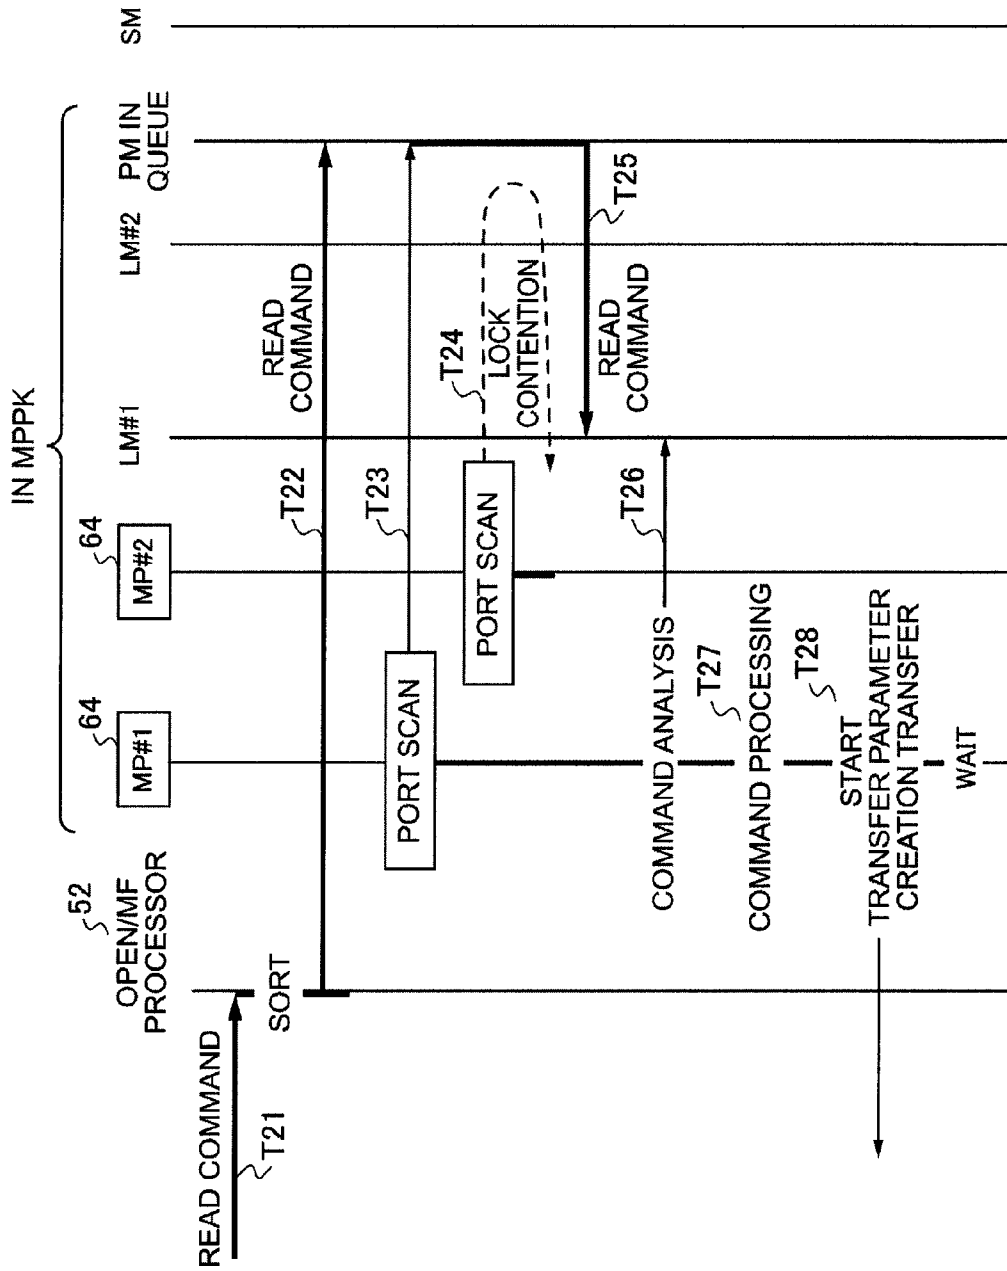 IN MPPK
52
OPEN/MF
PROCESSOR
64
MP#1
64
MP#2
LM#1
LM#2
PM IN
QUEUE
SM
READ COMMAND
T21
SORT
T22
READ
COMMAND
PORT SCAN
T23
PORT SCAN
T24
LOCK
CONTENTION
T25
READ
COMMAND
COMMAND ANALYSIS
T26
T27
COMMAND PROCESSING
T28
START
TRANSFER PARAMETER
CREATION TRANSFER
WAIT